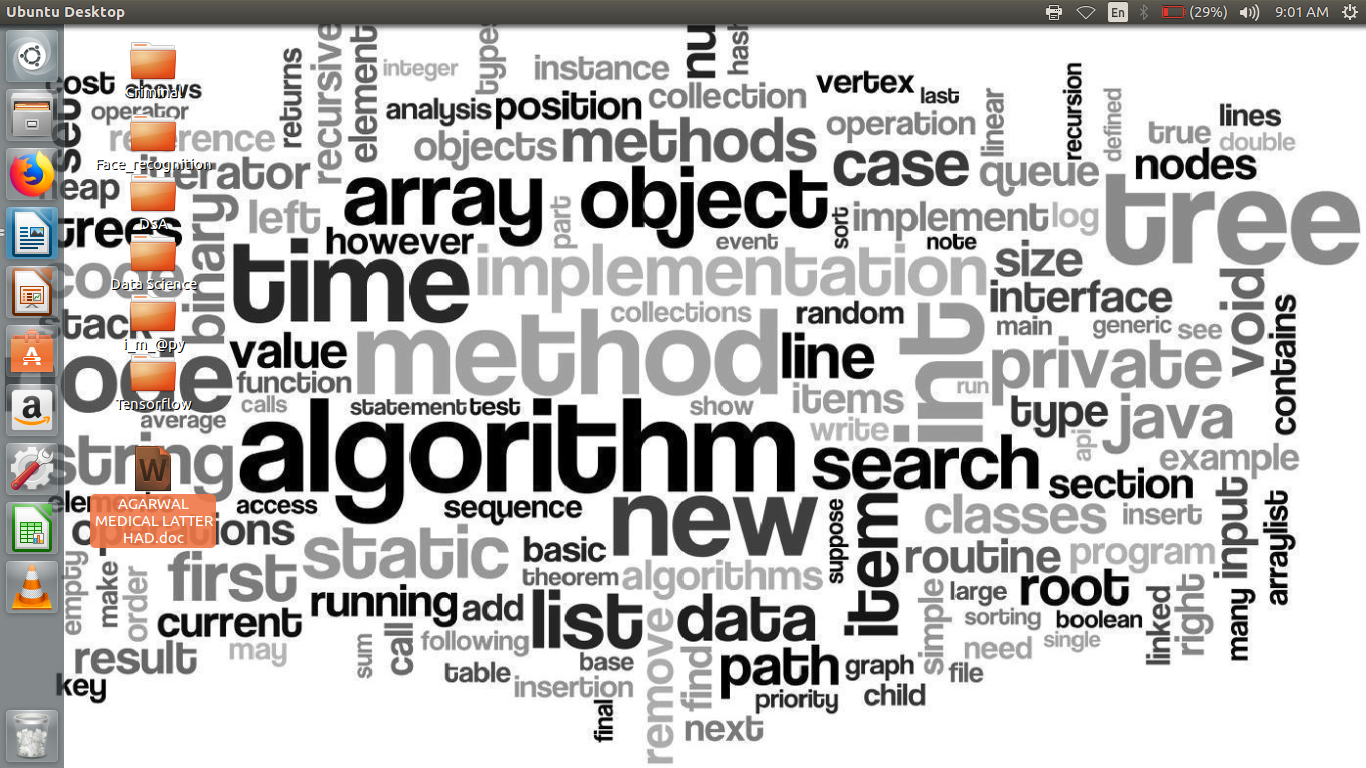 Ubuntu Desktop
En
(29%)
9:01 AM
Criminal
Face_recognition
DSA
Data Science
i_m_@py
Tensorflow
AGARWAL
MEDICAL LATTER
HAD.doc
cost
shows
operator
reference
iterator
heap
trees
code
stack
binary
string
average
operations
returns
recursive
element
integer
type
instance
hash
analysis
position
collection
vertex
last
objects
methods
operation
linear
recursion
defined
true
lines
double
case
queue
nodes
array
object
left
part
sort
implement
log
tree
however
event
note
time
implementation
size
interface
void
contains
collections
random
main
generic
see
value
method
line
int
private
function
items
run
calls
statement
test
show
write
type
java
api
algorithm
search
example
access
sequence
new
section
item
classes
insert
input
arraylist
suppose
static
basic
routine
program
first
theorem
algorithms
empty
make
order
current
running
add
list
data
simple
large
root
sorting
boolean
linked
right
many
result
may
sum
call
following
remove
single
need
key
table
base
insertion
find
path
graph
file
final
priority
child
next